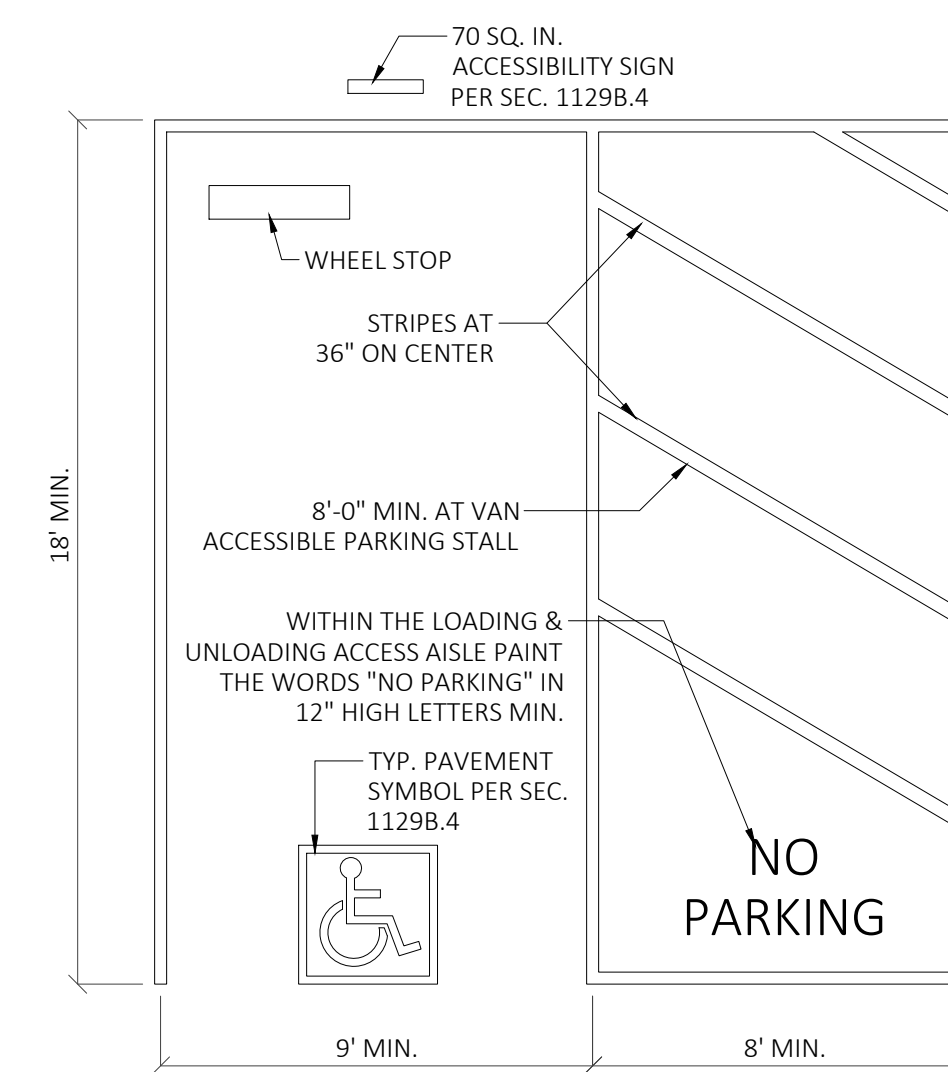 70 SQ. IN.
ACCESSIBILITY SIGN
PER SEC. 1129B.4
WHEEL STOP
STRIPES AT
36" ON CENTER
18' MIN.
8'-0" MIN. AT VAN
ACCESSIBLE PARKING STALL
WITHIN THE LOADING &
UNLOADING ACCESS AISLE PAINT
THE WORDS "NO PARKING" IN
12" HIGH LETTERS MIN.
TYP. PAVEMENT
SYMBOL PER SEC.
1129B.4
NO
PARKING
9' MIN.
8' MIN.